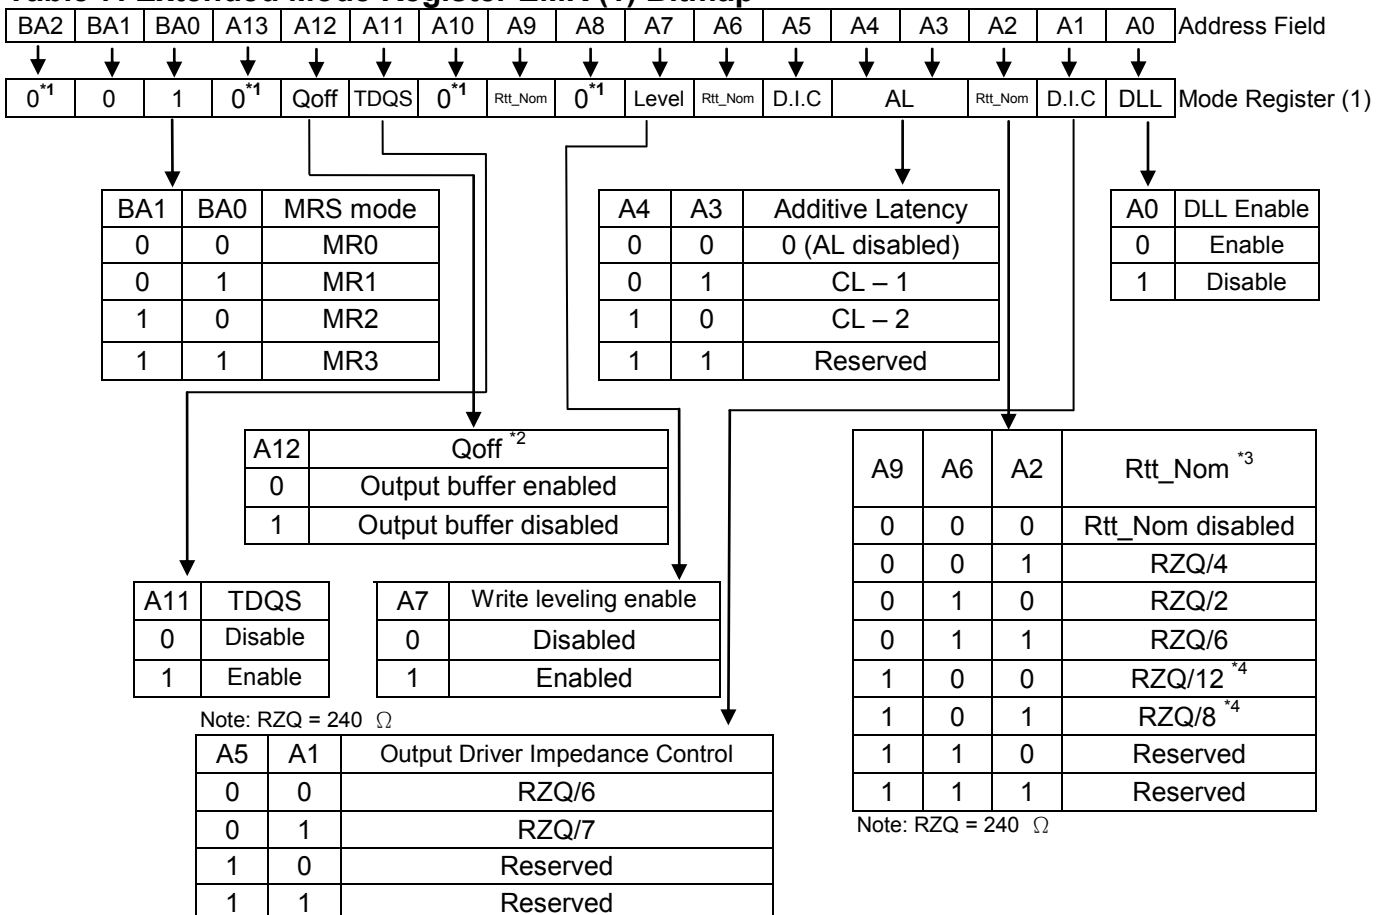 Table 7. Extended Mode Register EMR (1) Bitmap
BA2 BA1 BA0 A13 A12 A11 A10 A9 A8 A7 A6 A5 A4 A3 A2 A1 A0 Address Field
0*1 0 1 0*1 Qoff TDQS 0*1 Rtt_Nom 0*1 Level Rtt_Nom D.I.C AL Rtt_Nom D.I.C DLL Mode Register (1)
BA1 BA0 MRS mode
0 0 MR0
0 1 MR1
1 0 MR2
1 1 MR3
A4 A3 Additive Latency
0 0 0 (AL disabled)
0 1 CL – 1
1 0 CL – 2
1 1 Reserved
A0 DLL Enable
0 Enable
1 Disable
A12 Qoff *2
0 Output buffer enabled
1 Output buffer disabled
A9 A6 A2 Rtt_Nom *3
0 0 0 Rtt_Nom disabled
0 0 1 RZQ/4
0 1 0 RZQ/2
0 1 1 RZQ/6
1 0 0 RZQ/12 *4
1 0 1 RZQ/8 *4
1 1 0 Reserved
1 1 1 Reserved
Note: RZQ = 240 Ω
A11 TDQS
0 Disable
1 Enable
A7 Write leveling enable
0 Disabled
1 Enabled
Note: RZQ = 240 Ω
A5 A1 Output Driver Impedance Control
0 0 RZQ/6
0 1 RZQ/7
1 0 Reserved
1 1 Reserved